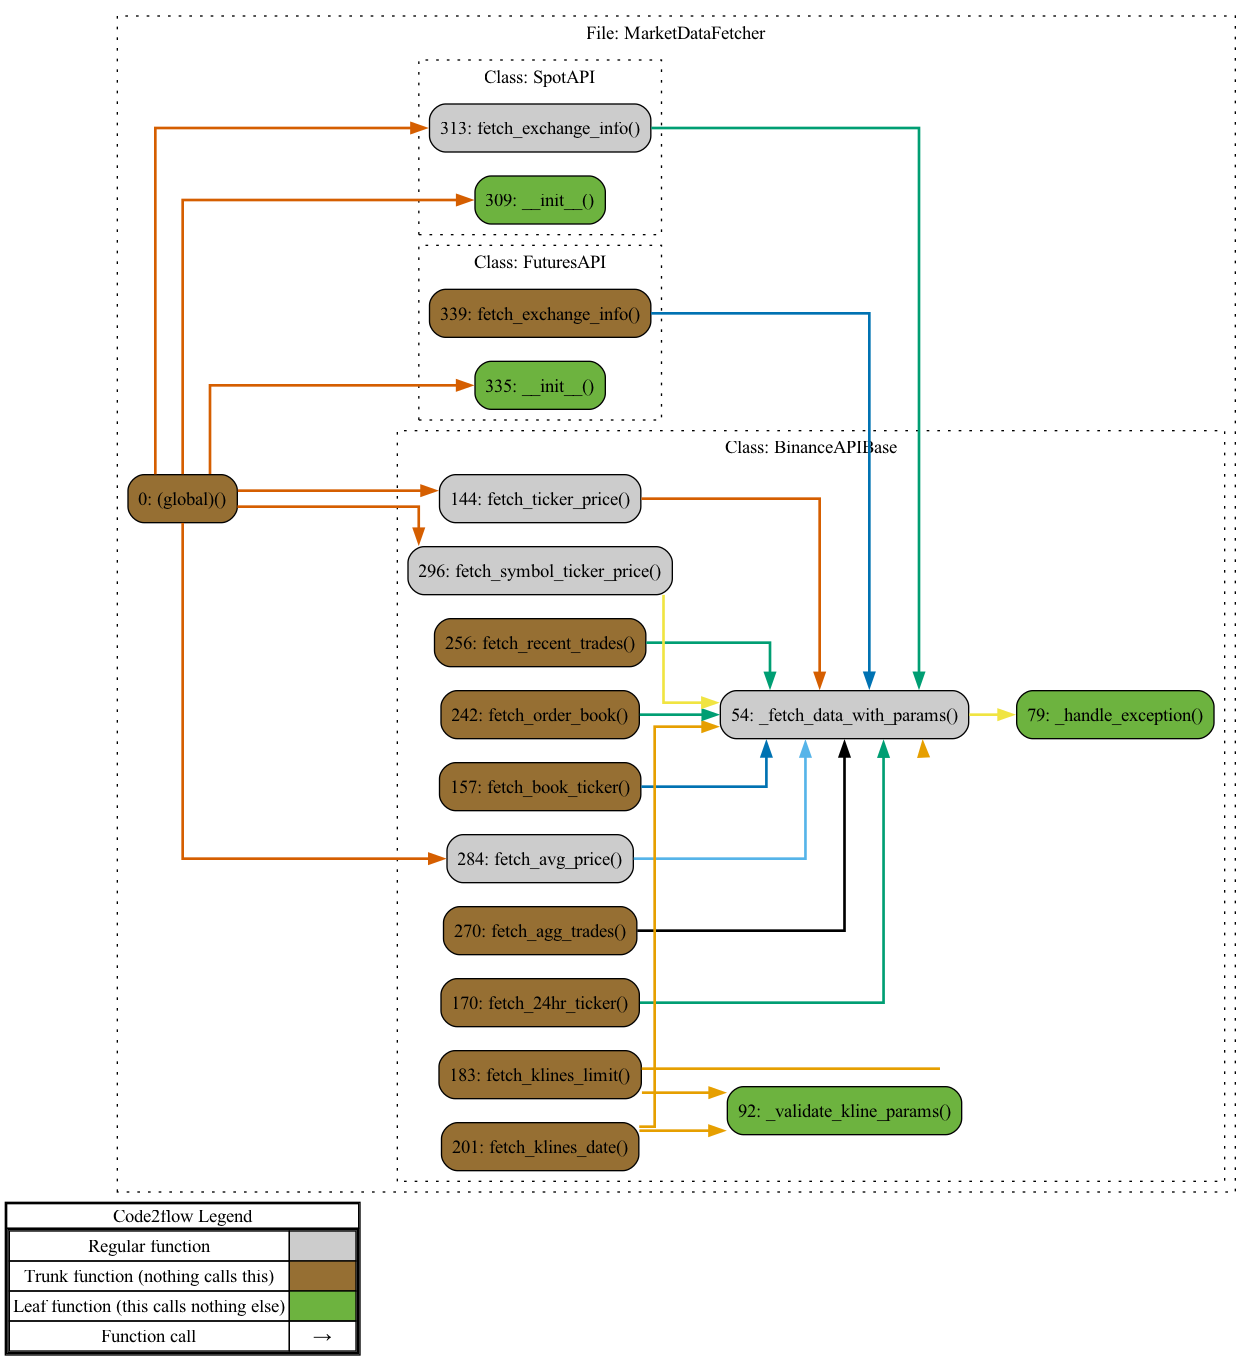 File: MarketDataFetcher
Class: SpotAPI
313: fetch_exchange_info()
309: __init__()
Class: FuturesAPI
339: fetch_exchange_info()
335: __init__()
Class: BinanceAPIBase
0: (global)()
144: fetch_ticker_price()
296: fetch_symbol_ticker_price()
256: fetch_recent_trades()
242: fetch_order_book()
54: _fetch_data_with_params()
79: _handle_exception()
157: fetch_book_ticker()
284: fetch_avg_price()
270: fetch_agg_trades()
170: fetch_24hr_ticker()
183: fetch_klines_limit()
92: _validate_kline_params()
201: fetch_klines_date()
Code2flow Legend
Regular function
Trunk function (nothing calls this)
Leaf function (this calls nothing else)
Function call →